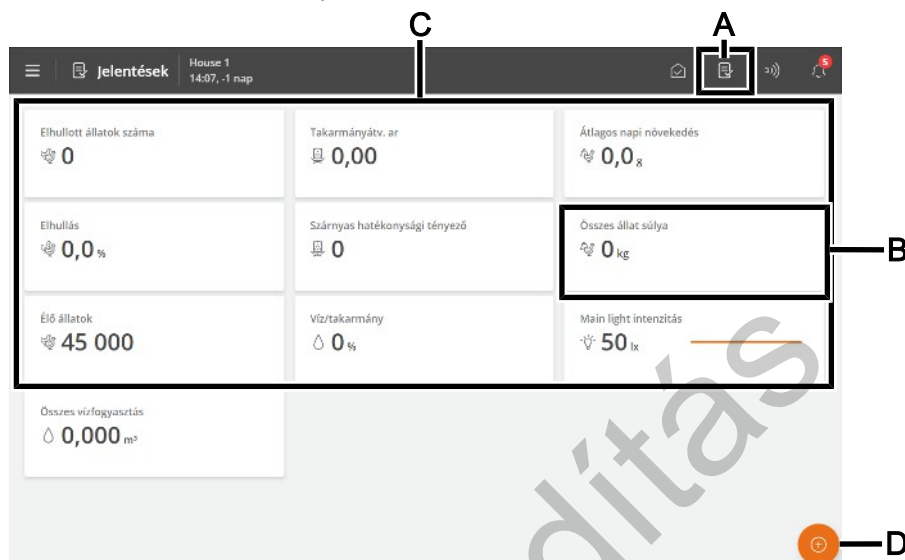 C
A
Jelentések
House 1
14:07, -1 nap
5
Elhullott állatok száma
0
Takarmányátv. ar
0,00
Átlagos napi növekedés
0,0 g
Elhullás
0,0 %
Szárnyas hatékonysági tényező
0
Összes állat súlya
0 kg
B
Élő állatok
45 000
Víz/takarmány
0 %
Main light intenzitás
50 lx
Összes vízfogyasztás
0,000 m³
D